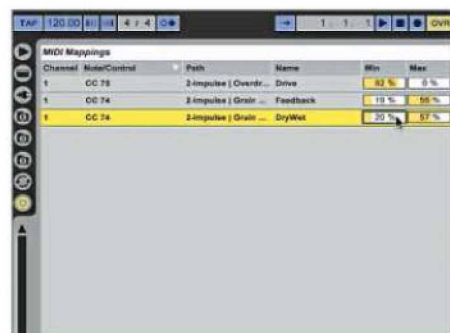 TAP 120.00 4 / 4 1 . 1 . 1 OVR
MIDI Mappings
Channel Note/Control Path Name Min Max
1 CC 75 2-Impulse | Overdr... Drive 82 % 0 %
1 CC 74 2-Impulse | Grain ... Feedback 19 % 56 %
1 CC 74 2-Impulse | Grain ... DryWet 20 % 57 %